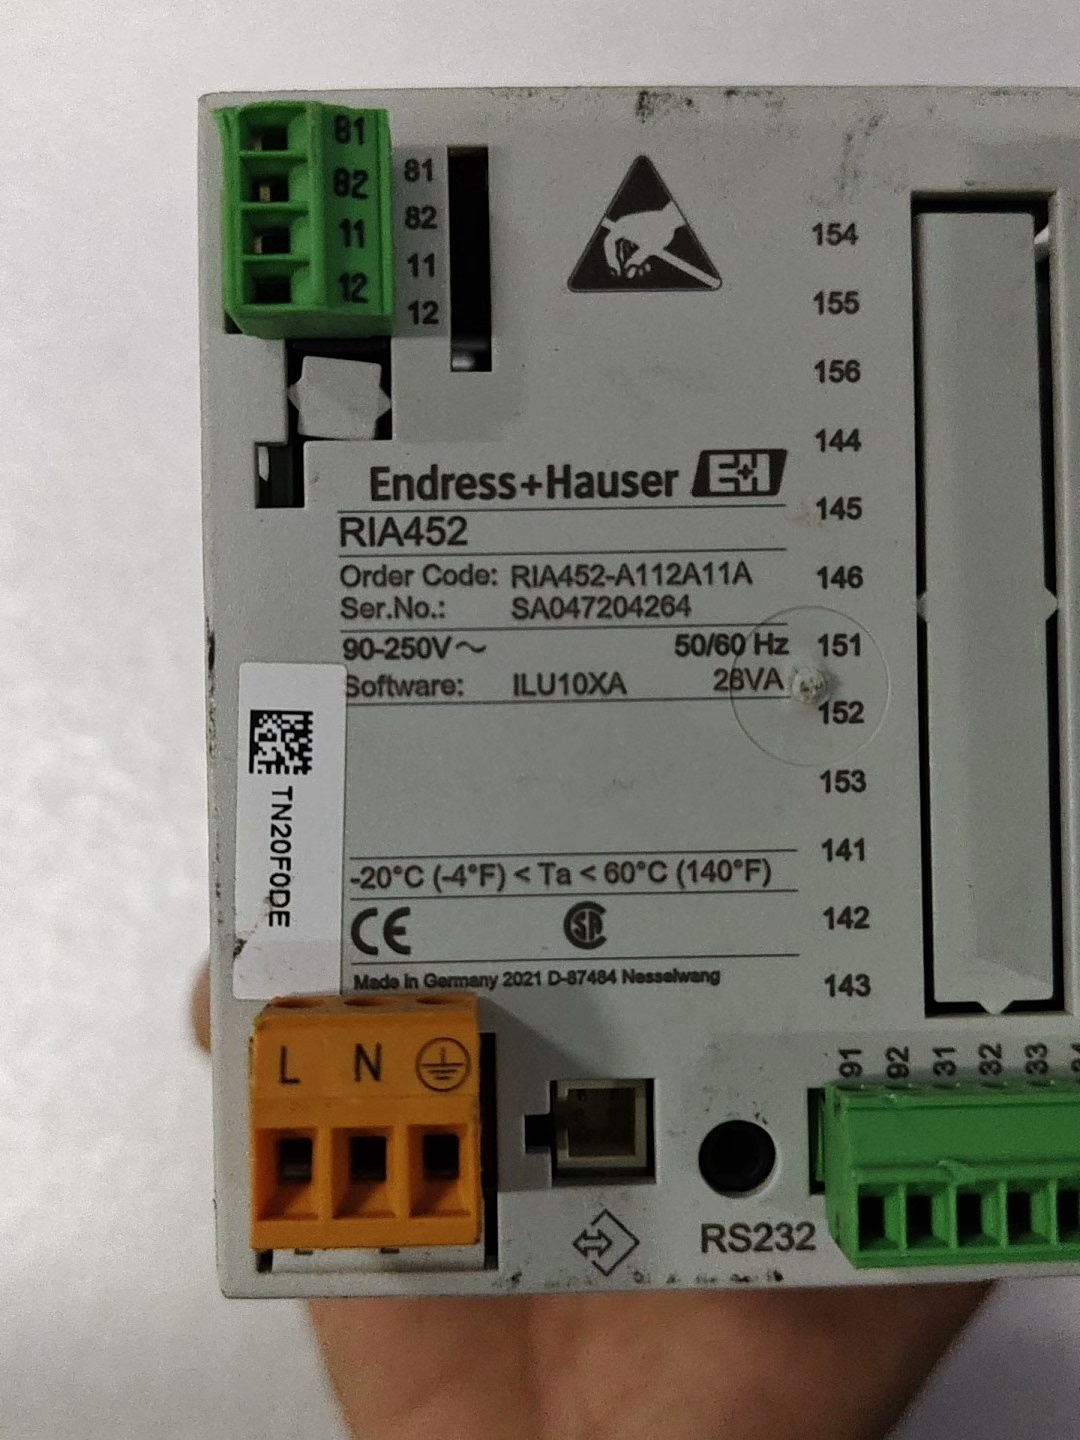 81
82
11
12
81
82
11
12
154
155
156
144
145
146
151
152
153
141
142
143
Endress+Hauser E+H
RIA452
Order Code: RIA452-A112A11A
Ser.No.: SA047204264
90-250V~ 50/60 Hz
Software: ILU10XA 26VA
-20°C (-4°F) < Ta < 60°C (140°F)
CE SA
Made in Germany 2021 D-87484 Nesselwang
TN20F0DE
L N
91 92 31 32 33
RS232